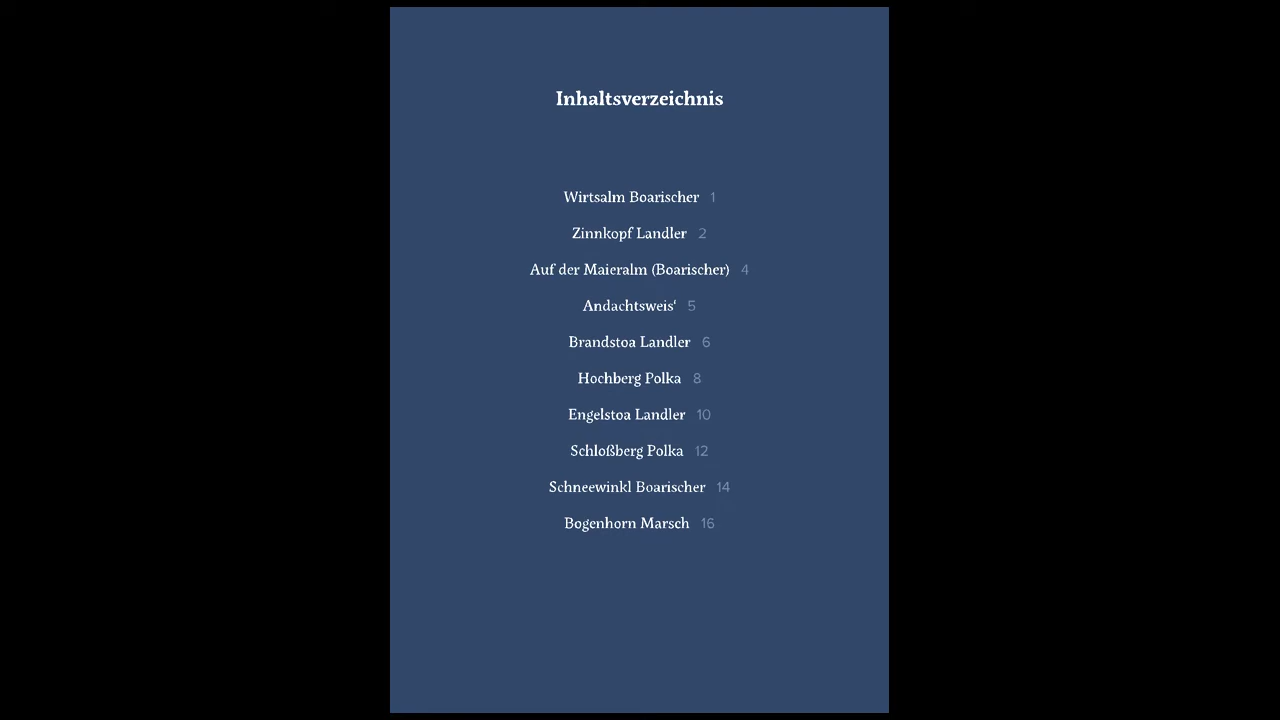 Inhaltsverzeichnis
Wirtsalm Boarischer 1
Zinnkopf Landler 2
Auf der Maieralm (Boarischer) 4
Andachtsweis‘ 5
Brandstoa Landler 6
Hochberg Polka 8
Engelstoa Landler 10
Schloßberg Polka 12
Schneewinkl Boarischer 14
Bogenhorn Marsch 16